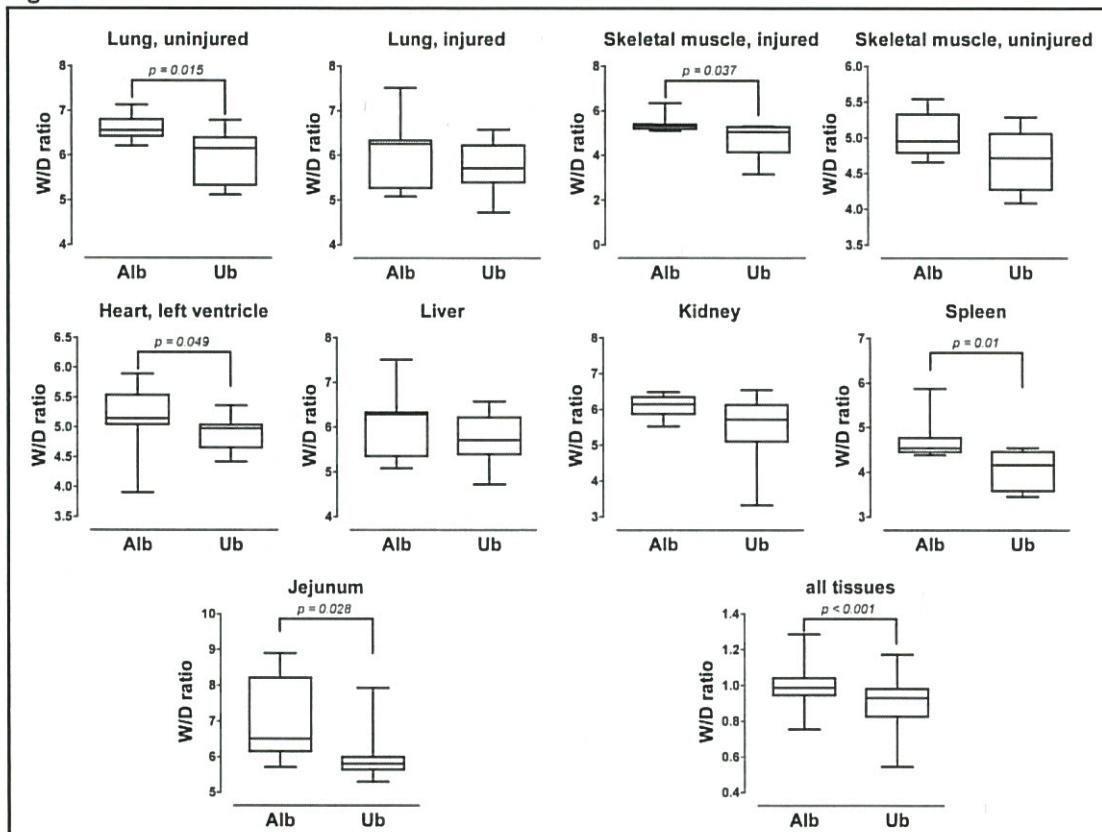 Lung, uninjured
Lung, injured
Skeletal muscle, injured
Skeletal muscle, uninjured
W/D ratio
8
7
6
5
4
p = 0.015
Alb
Ub
W/D ratio
8
7
6
5
4
Alb
Ub
W/D ratio
8
6
4
2
0
p = 0.037
Alb
Ub
W/D ratio
6.0
5.5
5.0
4.5
4.0
3.5
Alb
Ub
Heart, left ventricle
Liver
Kidney
Spleen
W/D ratio
6.5
6.0
5.5
5.0
4.5
4.0
3.5
p = 0.049
Alb
Ub
W/D ratio
8
7
6
5
4
Alb
Ub
W/D ratio
8
7
6
5
4
3
Alb
Ub
W/D ratio
7
6
5
4
3
p = 0.01
Alb
Ub
Jejunum
all tissues
W/D ratio
10
9
8
7
6
5
p = 0.028
Alb
Ub
W/D ratio
1.4
1.2
1.0
0.8
0.6
0.4
p < 0.001
Alb
Ub